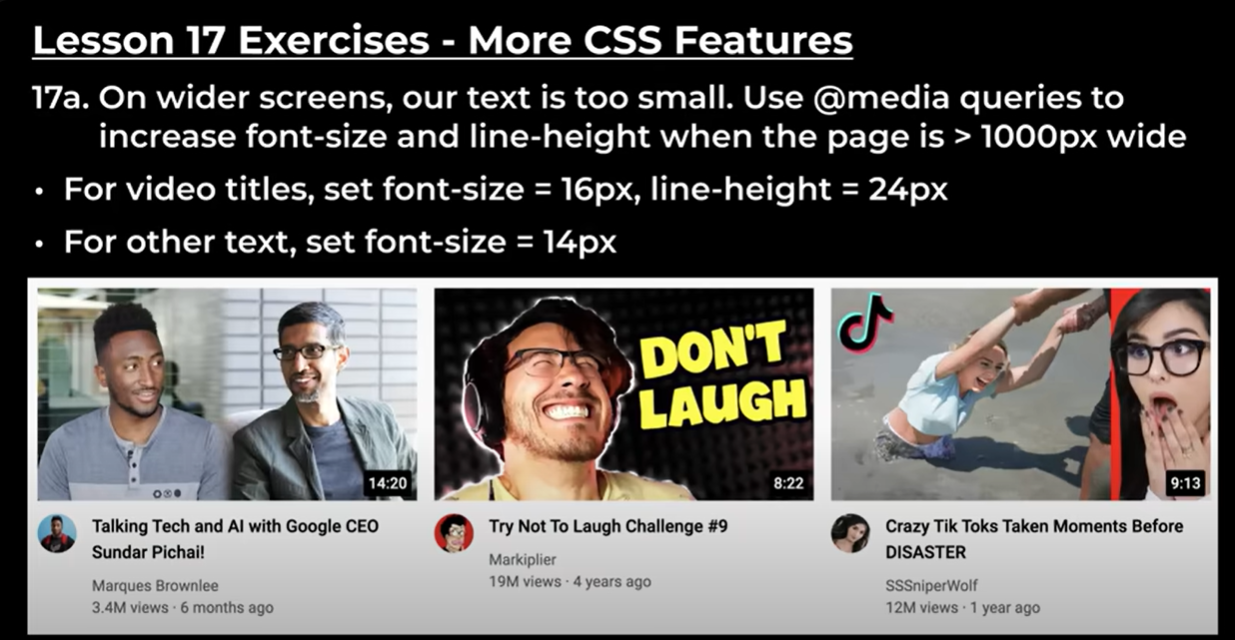 Lesson 17 Exercises - More CSS Features
17a. On wider screens, our text is too small. Use @media queries to
increase font-size and line-height when the page is > 1000px wide
• For video titles, set font-size = 16px, line-height = 24px
• For other text, set font-size = 14px
DON'T
LAUGH
14:20
8:22
9:13
Talking Tech and AI with Google CEO
Sundar Pichai!
Marques Brownlee
3.4M views · 6 months ago
Try Not To Laugh Challenge #9
Markiplier
19M views · 4 years ago
Crazy Tik Toks Taken Moments Before
DISASTER
SSSniperWolf
12M views · 1 year ago